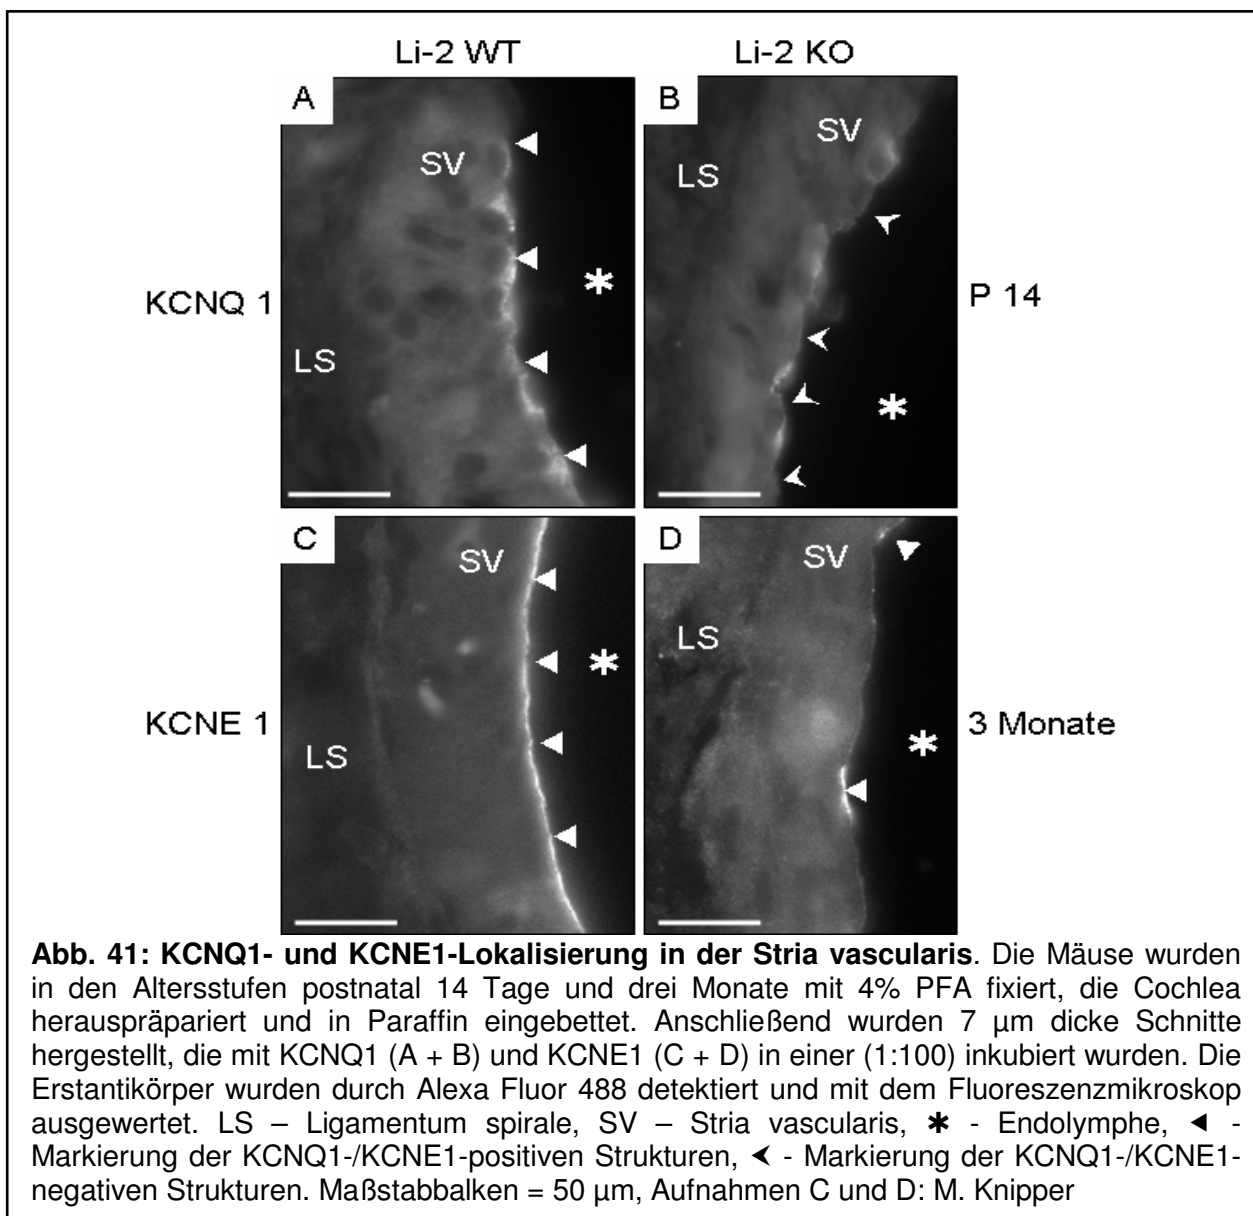 Li-2 WT
Li-2 KO
A
SV
LS
B
SV
LS
KCNQ 1
*
*
P 14
C
SV
LS
D
SV
LS
KCNE 1
*
*
3 Monate
Abb. 41: KCNQ1- und KCNE1-Lokalisierung in der Stria vascularis. Die Mäuse wurden
in den Altersstufen postnatal 14 Tage und drei Monate mit 4% PFA fixiert, die Cochlea
herauspräpariert und in Paraffin eingebettet. Anschließend wurden 7 µm dicke Schnitte
hergestellt, die mit KCNQ1 (A + B) und KCNE1 (C + D) in einer (1:100) inkubiert wurden. Die
Erstantikörper wurden durch Alexa Fluor 488 detektiert und mit dem Fluoreszenzmikroskop
ausgewertet. LS – Ligamentum spirale, SV – Stria vascularis, ✱ - Endolymphe, ◄ -
Markierung der KCNQ1-/KCNE1-positiven Strukturen, ⮜ - Markierung der KCNQ1-/KCNE1-
negativen Strukturen. Maßstabbalken = 50 µm, Aufnahmen C und D: M. Knipper